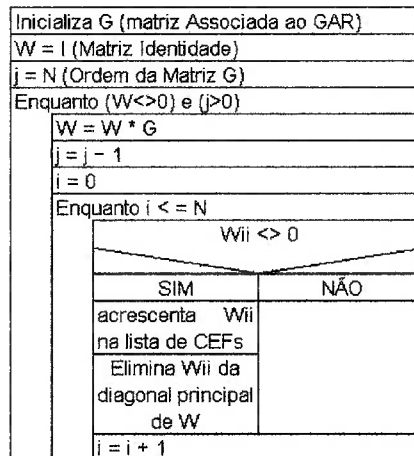 Inicializa G (matriz Associada ao GAR)
W = I (Matriz Identidade)
j = N (Ordem da Matriz G)
Enquanto (W<>0) e (j>0)
W = W * G
j = j - 1
i = 0
Enquanto i < = N
Wii <> 0
SIM
NÃO
acrescenta Wii
na lista de CEFs
Elimina Wii da
diagonal principal
de W
i = i + 1